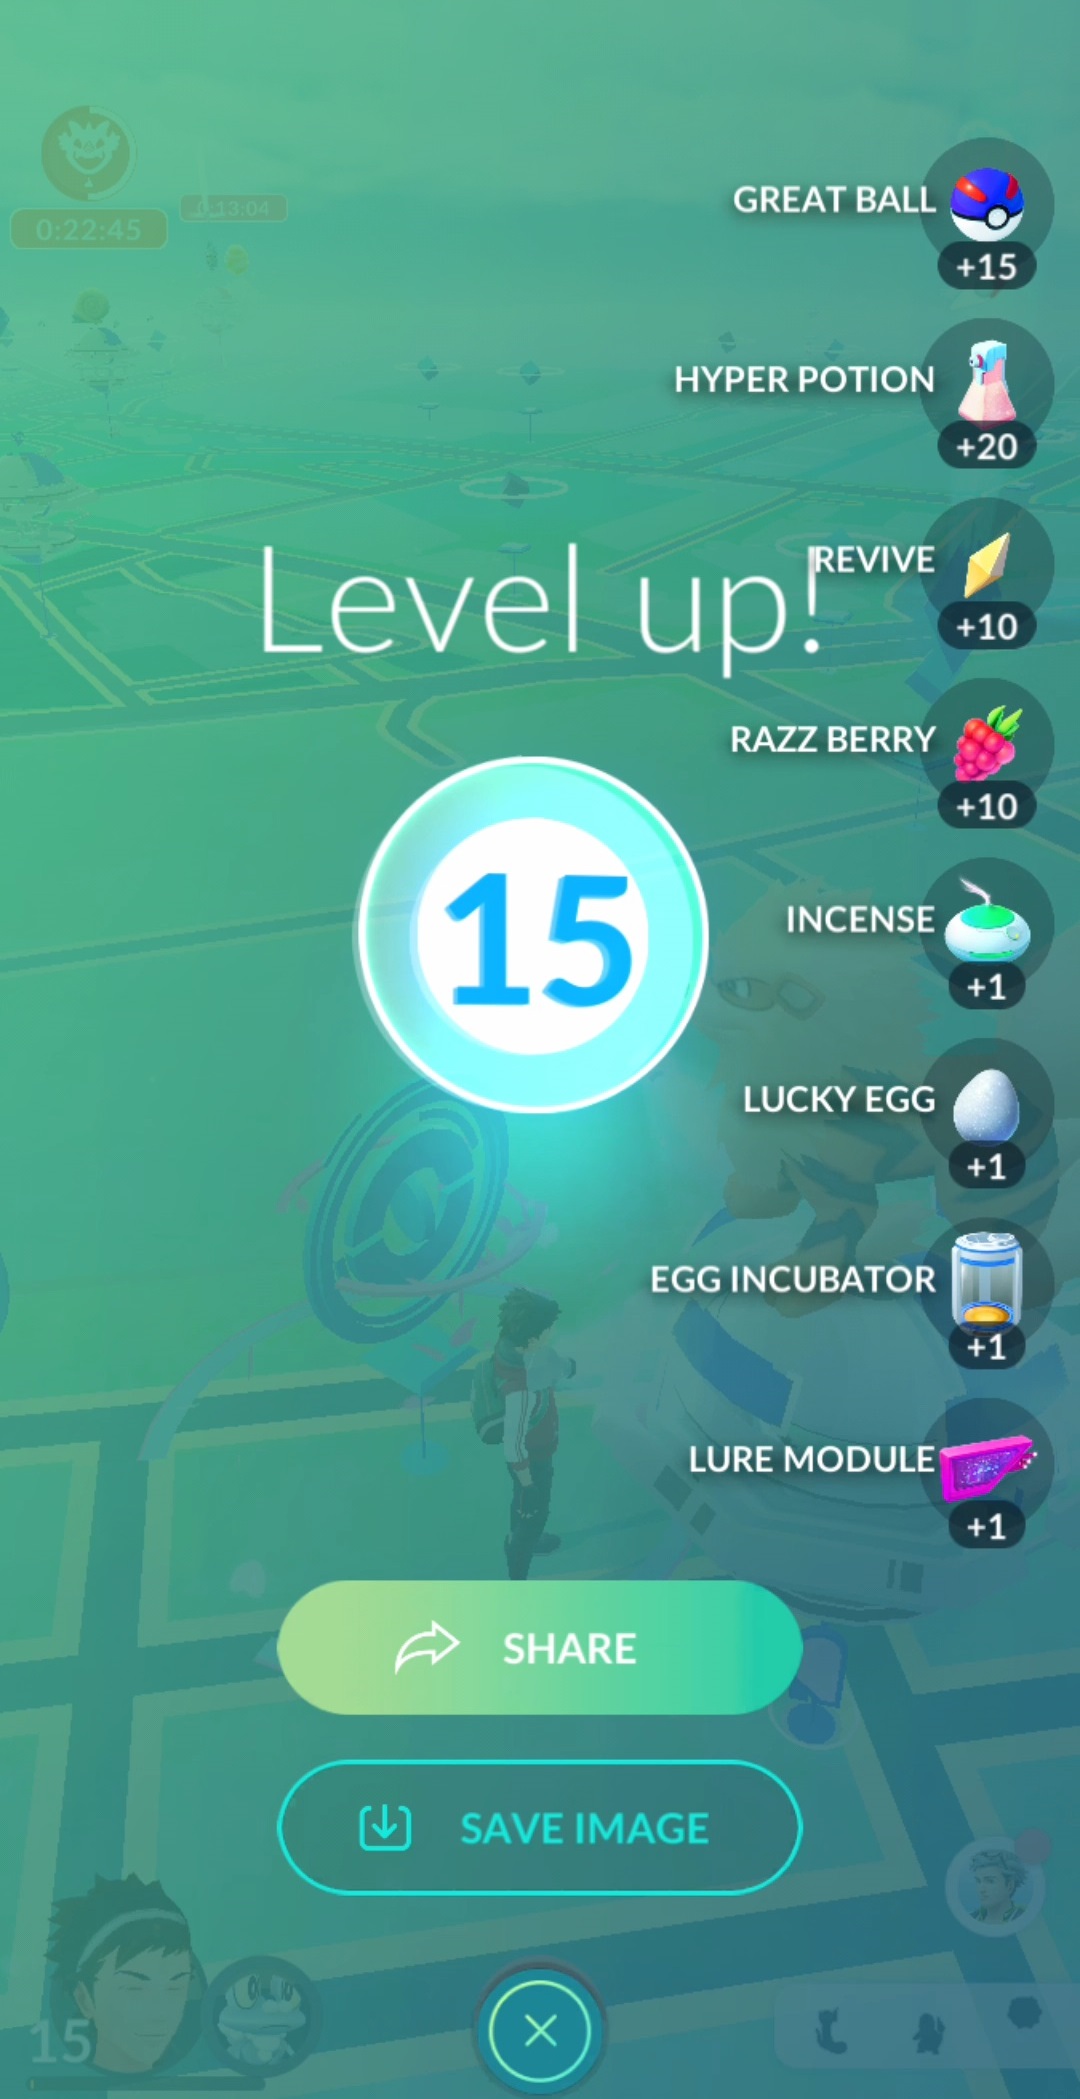 0:22:45
0:13:04
GREAT BALL
+15
HYPER POTION
+20
Level up!
REVIVE
+10
RAZZ BERRY
+10
15
INCENSE
+1
LUCKY EGG
+1
EGG INCUBATOR
+1
LURE MODULE
+1
SHARE
SAVE IMAGE
15